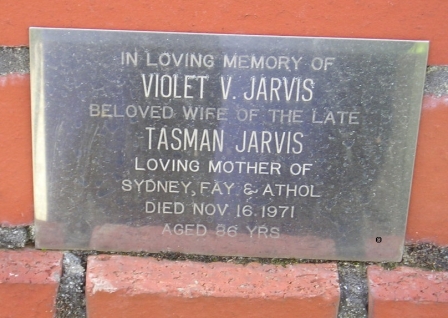 IN LOVING MEMORY OF
VIOLET V. JARVIS
BELOVED WIFE OF THE LATE
TASMAN JARVIS
LOVING MOTHER OF
SYDNEY, FAY & ATHOL
DIED NOV. 16. 1971
AGED 86 YRS